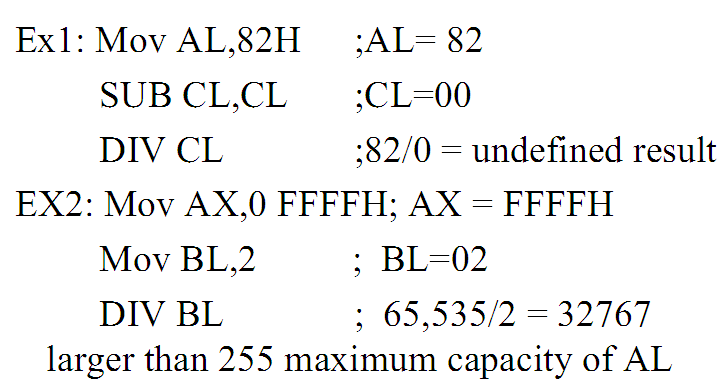 Ex1: Mov AL,82H ;AL= 82
SUB CL,CL ;CL=00
DIV CL ;82/0 = undefined result
EX2: Mov AX,0 FFFFH; AX = FFFFH
Mov BL,2 ; BL=02
DIV BL ; 65,535/2 = 32767
larger than 255 maximum capacity of AL